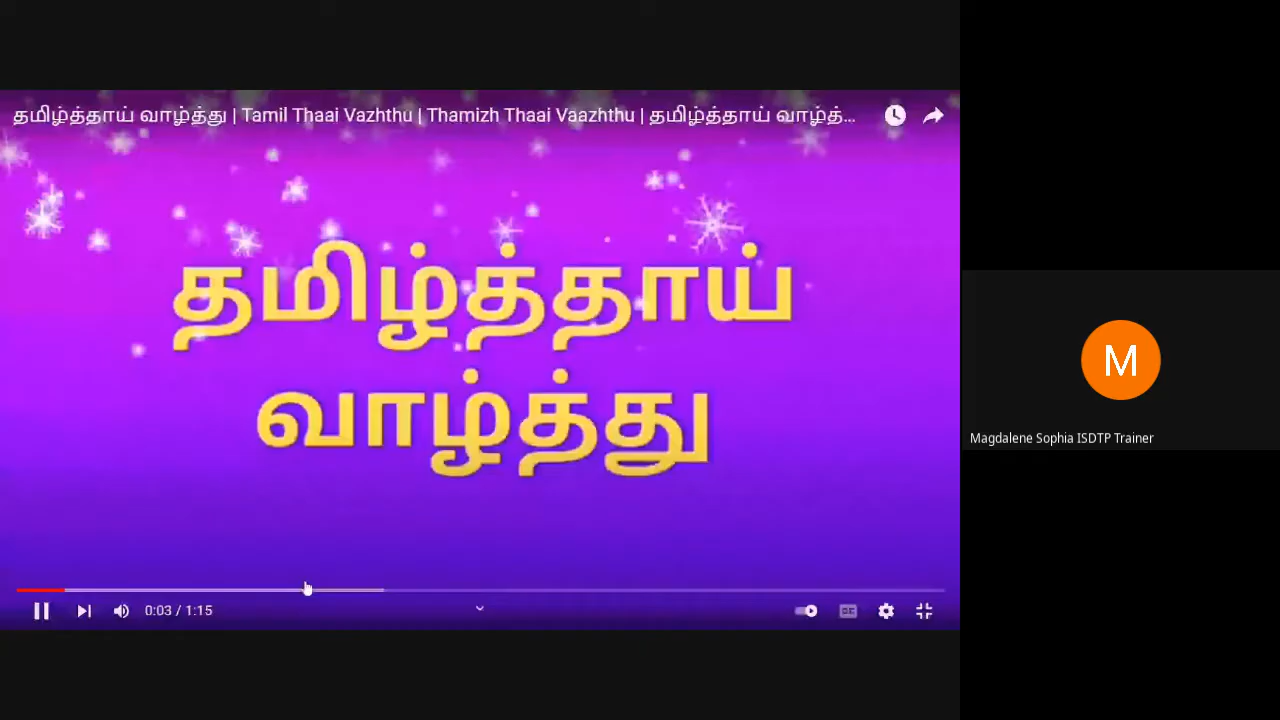 தமிழ்த்தாய் வாழ்த்து | Tamil Thaai Vazhthu | Thamizh Thaai Vaazhthu | தமிழ்த்தாய் வாழ்த்...
தமிழ்த்தாய்
வாழ்த்து
0:03 / 1:15
M
Magdalene Sophia ISDTP Trainer